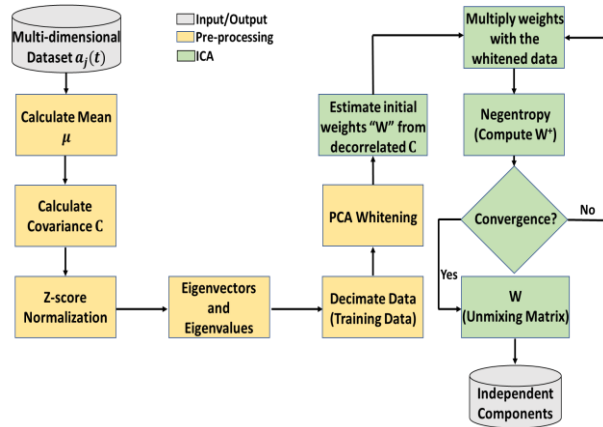 Multi-dimensional
Dataset a_j(t)
Input/Output
Pre-processing
ICA
Calculate Mean
μ
Calculate
Covariance C
Z-score
Normalization
Eigenvectors
and
Eigenvalues
Decimate Data
(Training Data)
PCA Whitening
Estimate initial
weights “W” from
decorrelated C
Multiply weights
with the
whitened data
Negentropy
(Compute W⁺)
Convergence?
No
Yes
W
(Unmixing Matrix)
Independent
Components